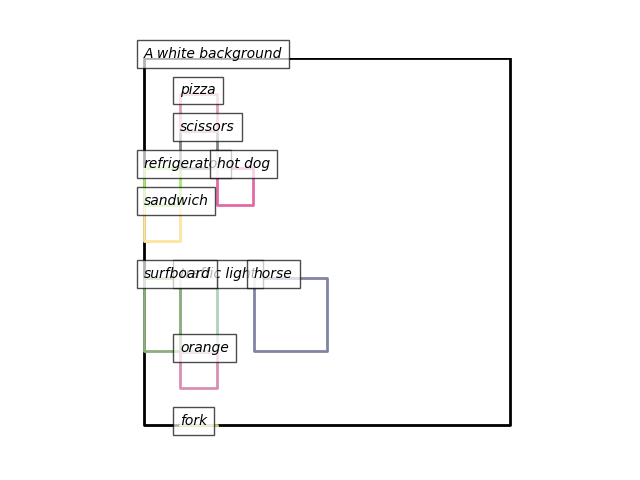 A white background
pizza
scissors
refrigerator
hot dog
sandwich
surfboard
traffic light
horse
orange
fork